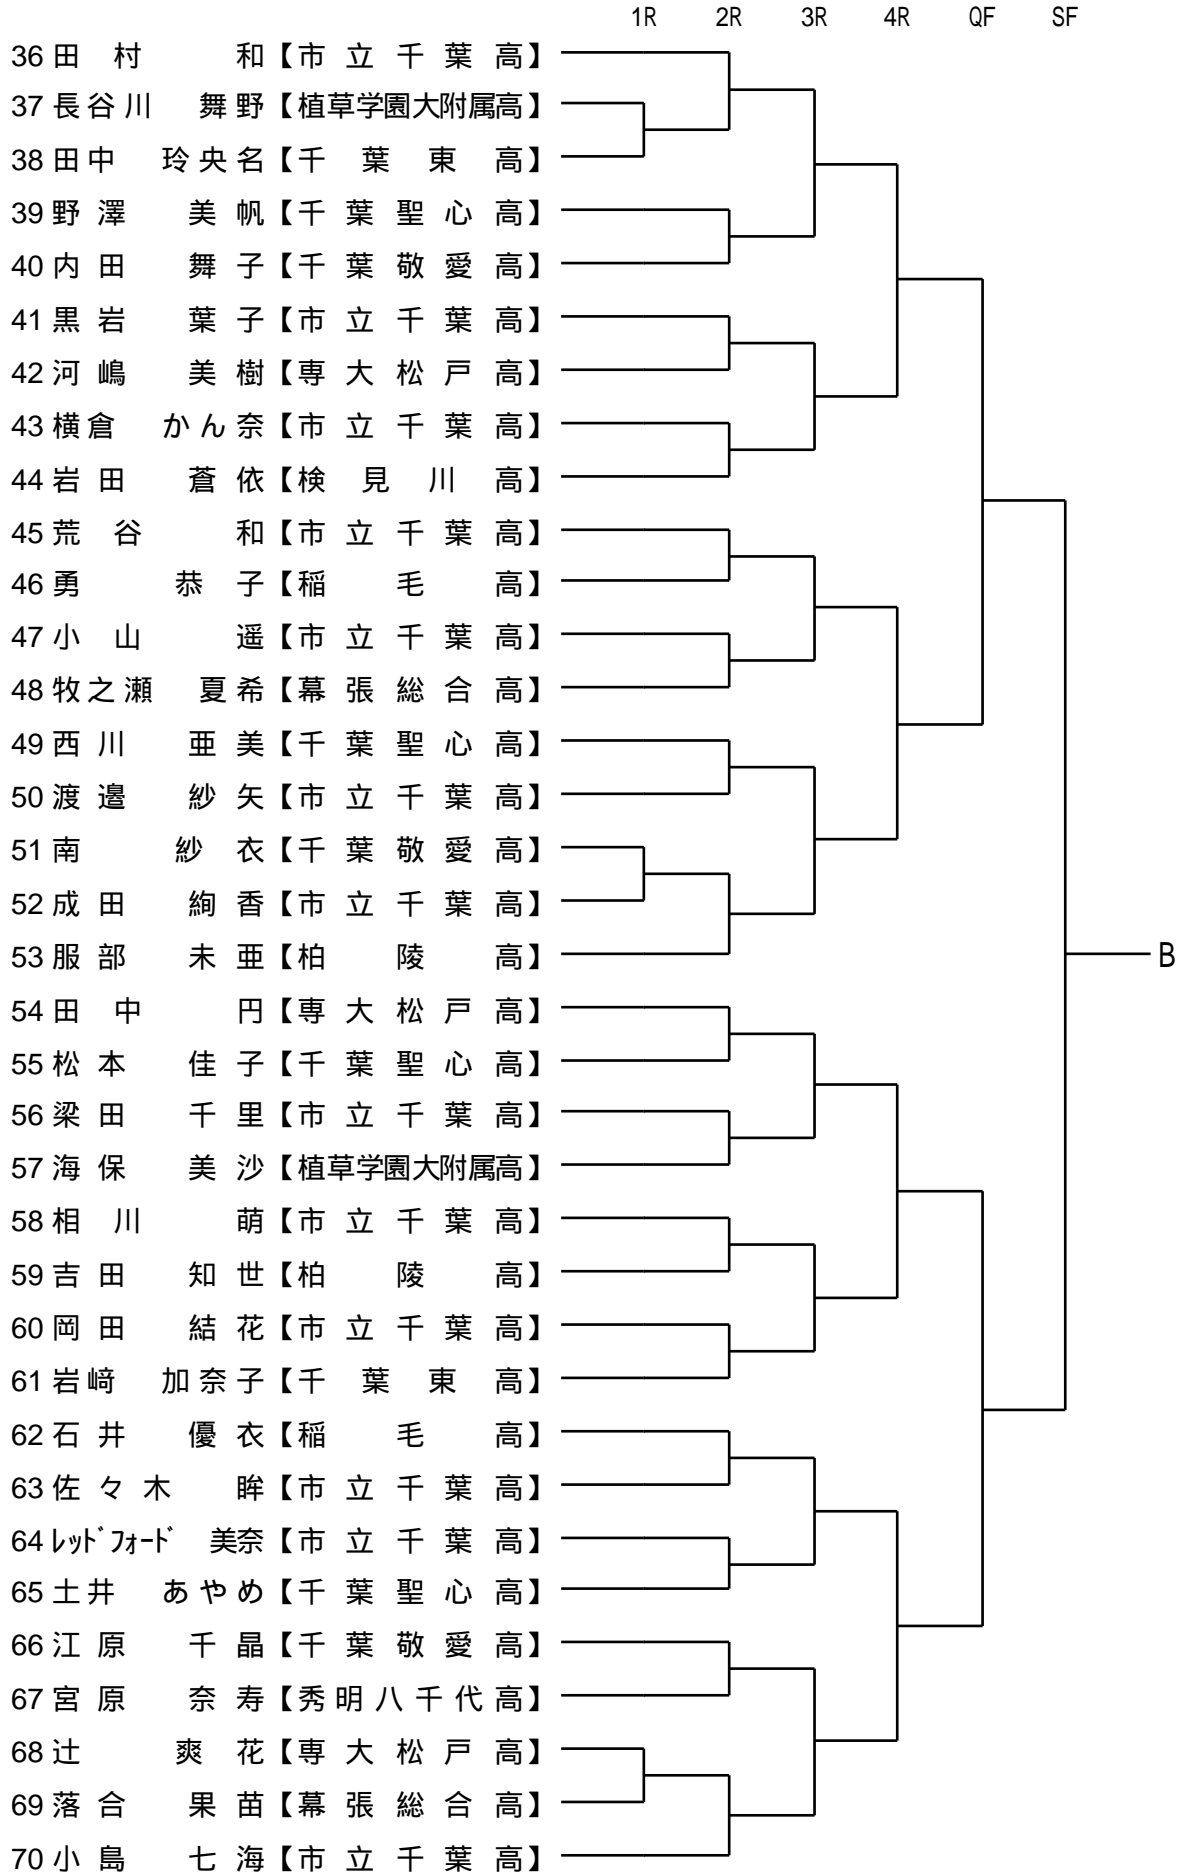 1R 2R 3R 4R QF SF
36 田村 和【市立千葉高】
37 長谷川 舞野【植草学園大附属高】
38 田中 玲央名【千葉東高】
39 野澤 美帆【千葉聖心高】
40 内田 舞子【千葉敬愛高】
41 黒岩 葉子【市立千葉高】
42 河嶋 美樹【専大松戸高】
43 横倉 かん奈【市立千葉高】
44 岩田 蒼依【検見川高】
45 荒谷 和【市立千葉高】
46 勇 恭子【稲毛高】
47 小山 遥【市立千葉高】
48 牧之瀬 夏希【幕張総合高】
49 西川 亜美【千葉聖心高】
50 渡邉 紗矢【市立千葉高】
51 南 紗衣【千葉敬愛高】
52 成田 絢香【市立千葉高】
53 服部 未亜【柏陵高】
B
54 田中 円【専大松戸高】
55 松本 佳子【千葉聖心高】
56 梁田 千里【市立千葉高】
57 海保 美沙【植草学園大附属高】
58 相川 萌【市立千葉高】
59 吉田 知世【柏陵高】
60 岡田 結花【市立千葉高】
61 岩﨑 加奈子【千葉東高】
62 石井 優衣【稲毛高】
63 佐々木 眸【市立千葉高】
64 ﾚｯﾄﾞﾌｫｰﾄﾞ 美奈【市立千葉高】
65 土井 あやめ【千葉聖心高】
66 江原 千晶【千葉敬愛高】
67 宮原 奈寿【秀明八千代高】
68 辻 爽花【専大松戸高】
69 落合 果苗【幕張総合高】
70 小島 七海【市立千葉高】